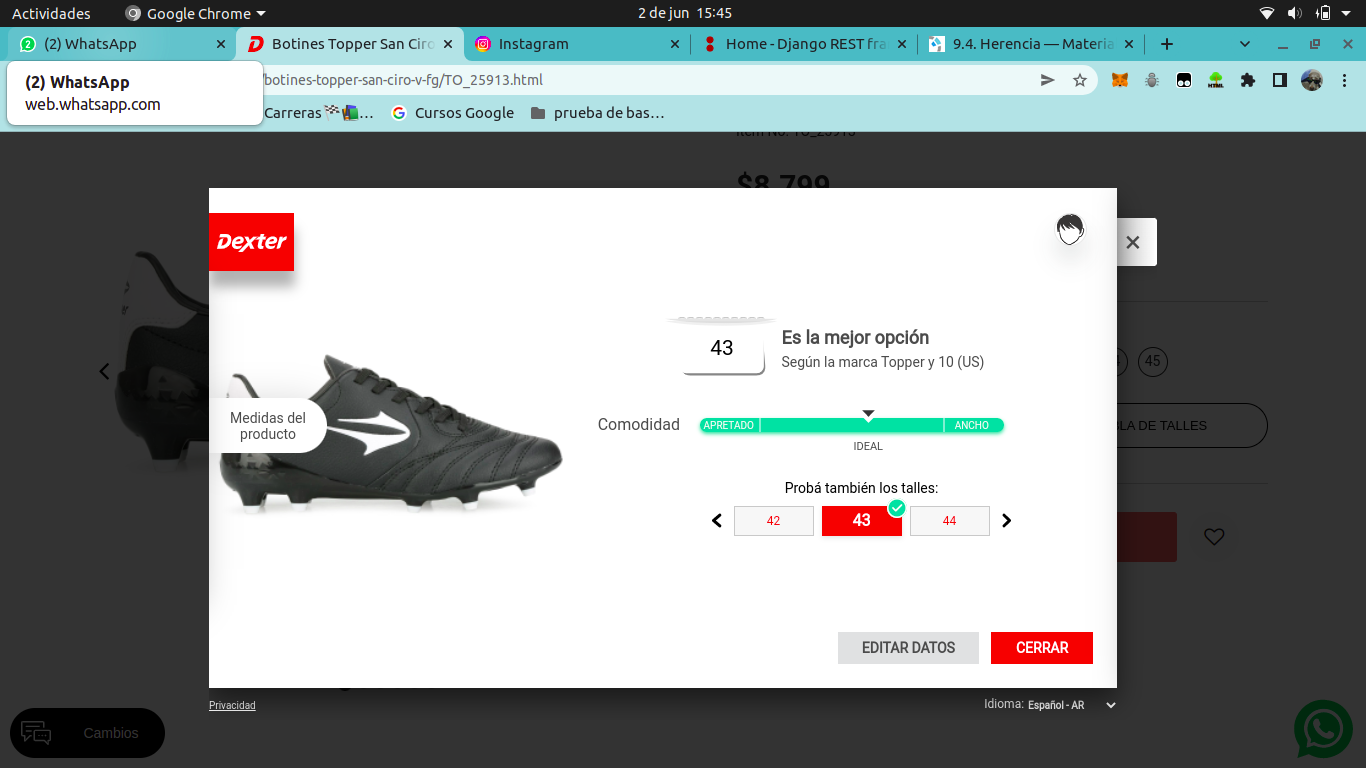 Actividades
Google Chrome
2 de jun 15:45
(2) WhatsApp
Botines Topper San Ciro
Instagram
Home - Django REST fra
9.4. Herencia — Materia
(2) WhatsApp
web.whatsapp.com
/botines-topper-san-ciro-v-fg/TO_25913.html
HTML
Carreras
...
Cursos Google
prueba de bas...
Item No. TO_25913
$8.799
Dexter
43
Es la mejor opción
Según la marca Topper y 10 (US)
45
Medidas del
producto
Comodidad
APRETADO
ANCHO
IDEAL
LA DE TALLES
Probá también los talles:
42
43
44
EDITAR DATOS
CERRAR
Privacidad
Idioma: Español - AR
Cambios